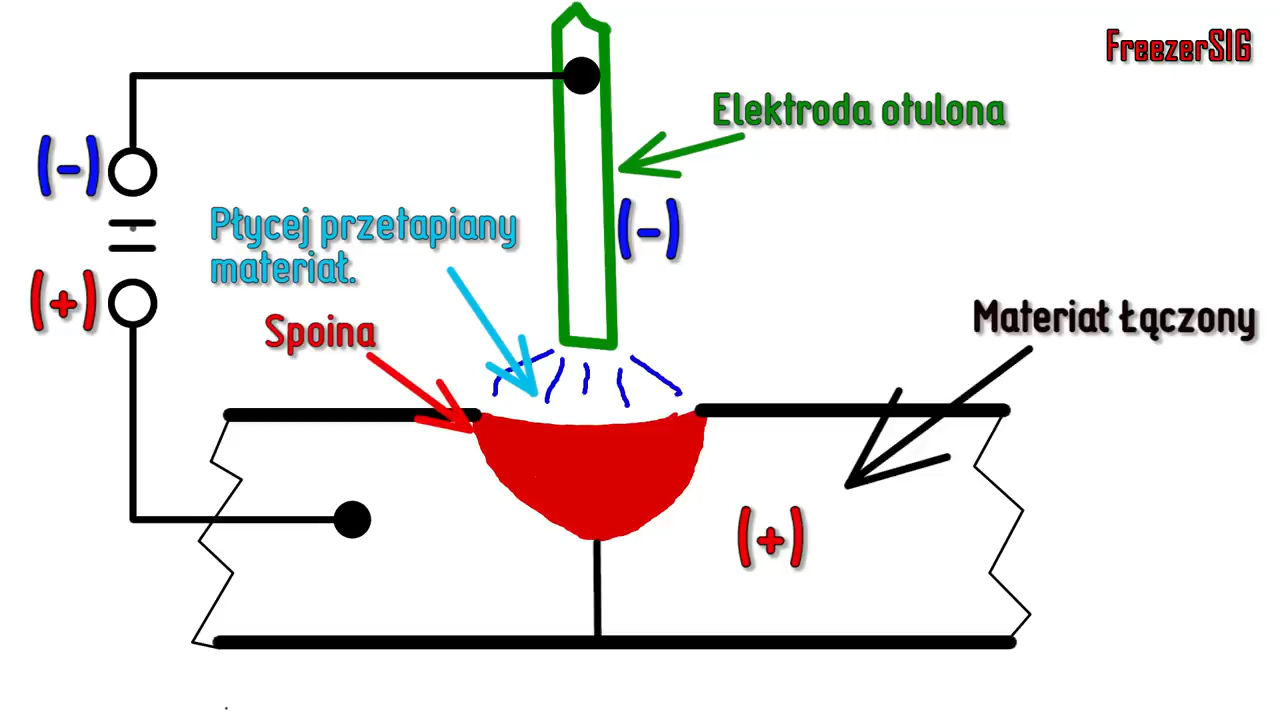 FreezerSIG
Elektroda otulona
(-)
Płycej przetapiany
materiał.
(-)
(+)
Spoina
Materiał Łączony
(+)